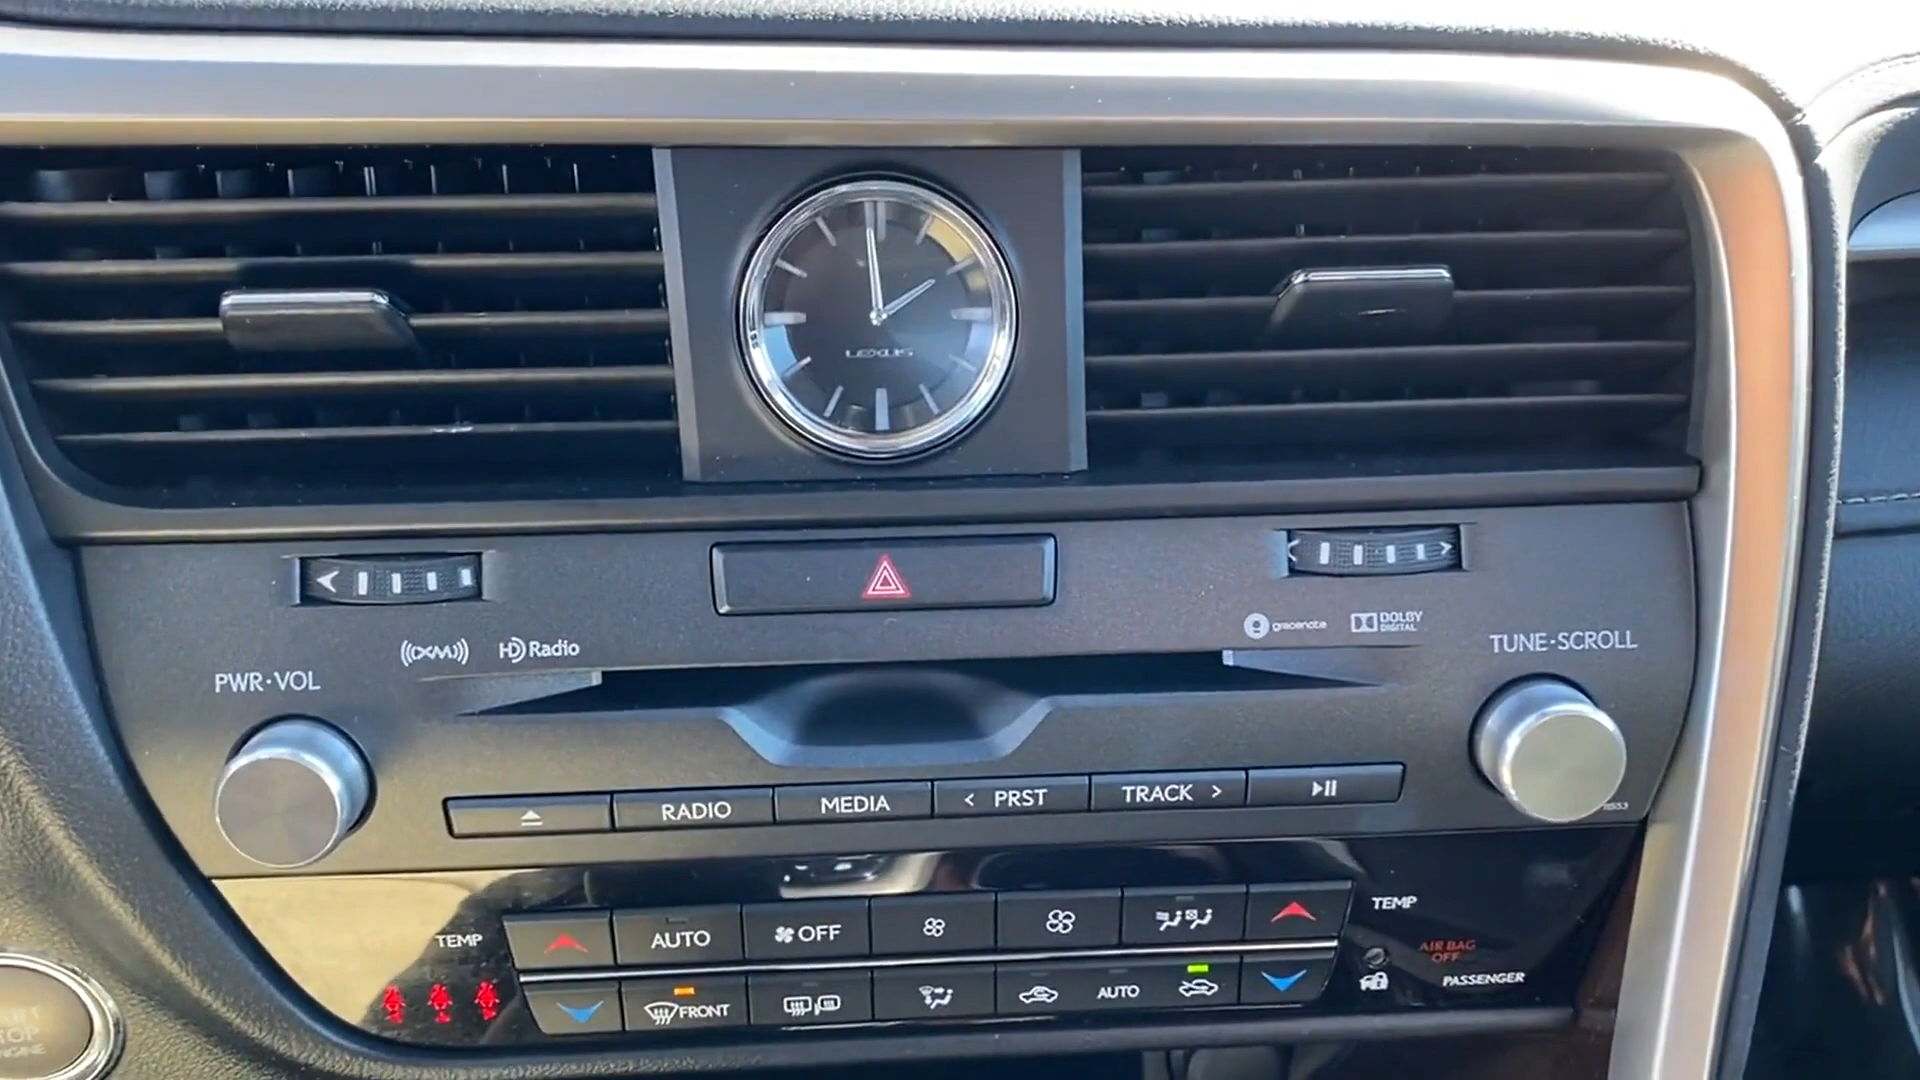 LEXUS
((XM)) HD Radio
gracenote DOLBY DIGITAL
PWR·VOL
TUNE·SCROLL
RADIO MEDIA < PRST TRACK >
TEMP AUTO OFF TEMP
AIR BAG
OFF
FRONT AUTO PASSENGER